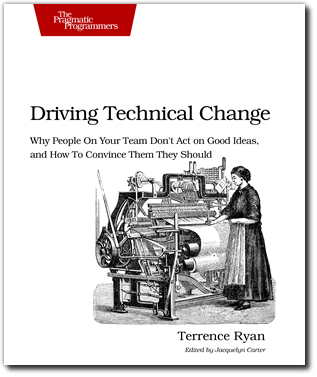 The
Pragmatic
Programmers
Driving Technical Change
Why People On Your Team Don't Act on Good Ideas,
and How To Convince Them They Should
Terrence Ryan
Edited by Jacquelyn Carter